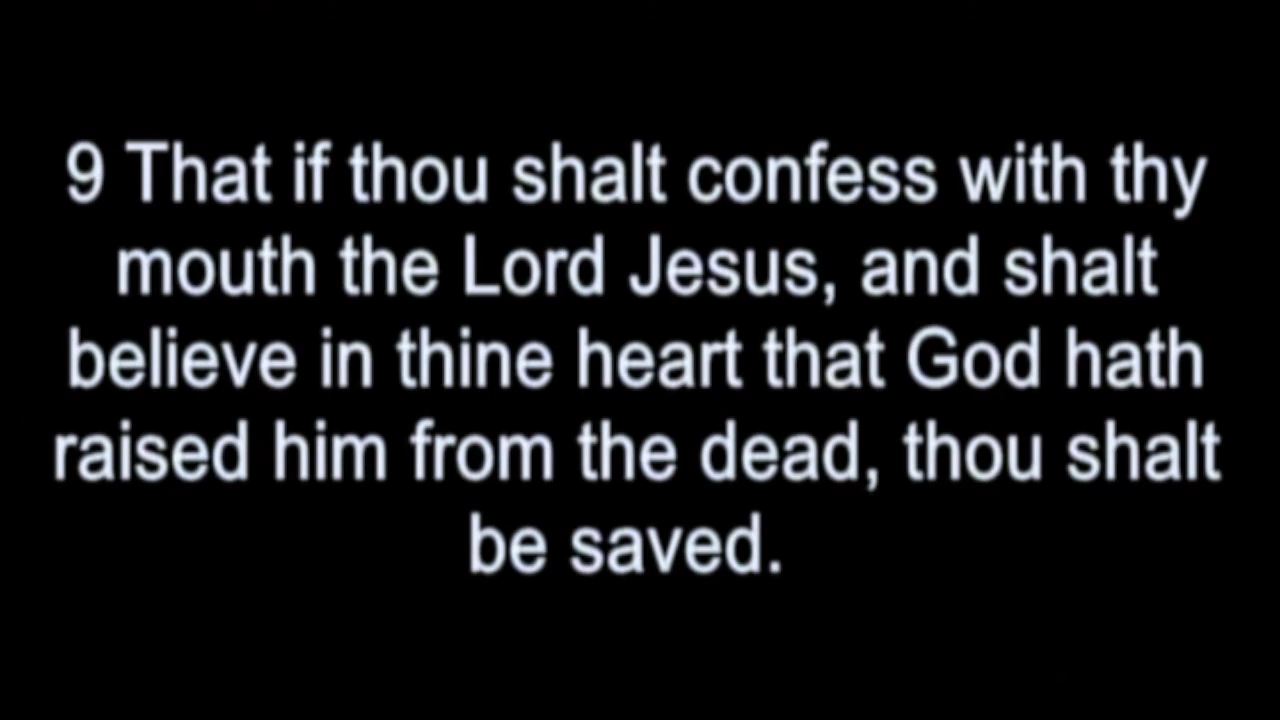 9 That if thou shalt confess with thy
mouth the Lord Jesus, and shalt
believe in thine heart that God hath
raised him from the dead, thou shalt
be saved.